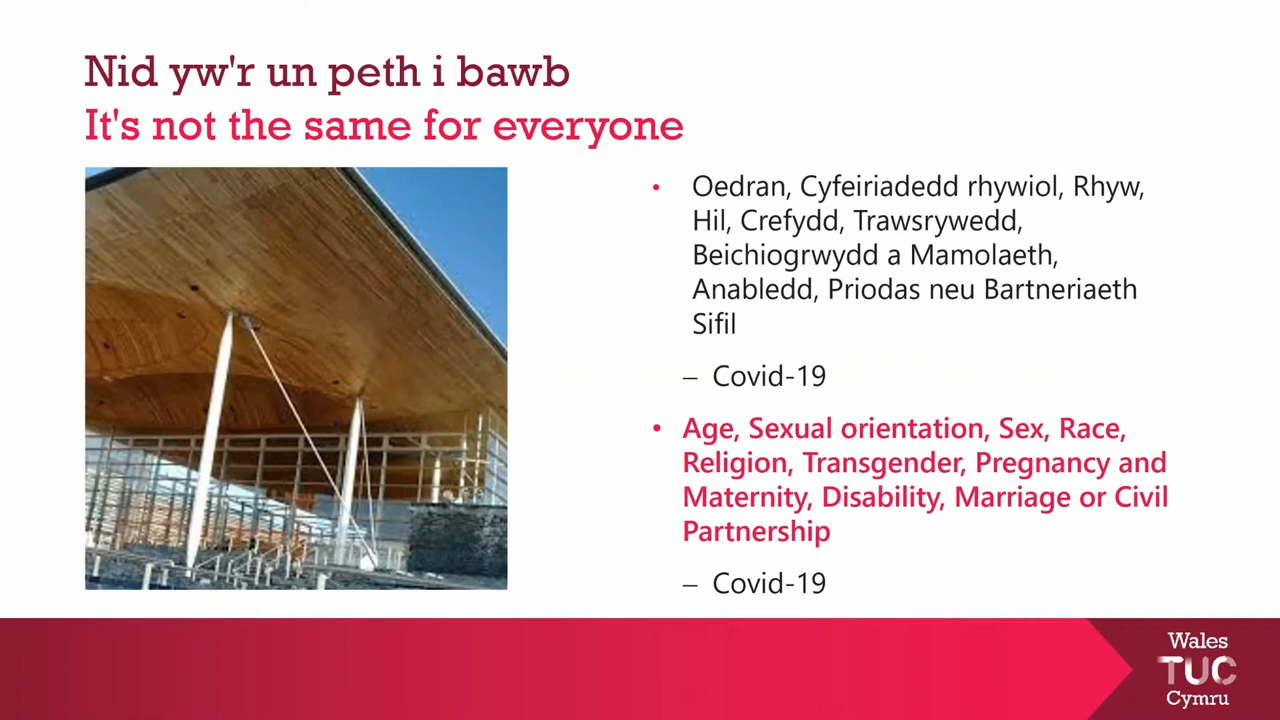 Nid yw'r un peth i bawb
It's not the same for everyone
• Oedran, Cyfeiriadedd rhywiol, Rhyw,
Hil, Crefydd, Trawsrywedd,
Beichiogrwydd a Mamolaeth,
Anabledd, Priodas neu Bartneriaeth
Sifil
– Covid-19
• Age, Sexual orientation, Sex, Race,
Religion, Transgender, Pregnancy and
Maternity, Disability, Marriage or Civil
Partnership
– Covid-19
Wales
TUC
Cymru